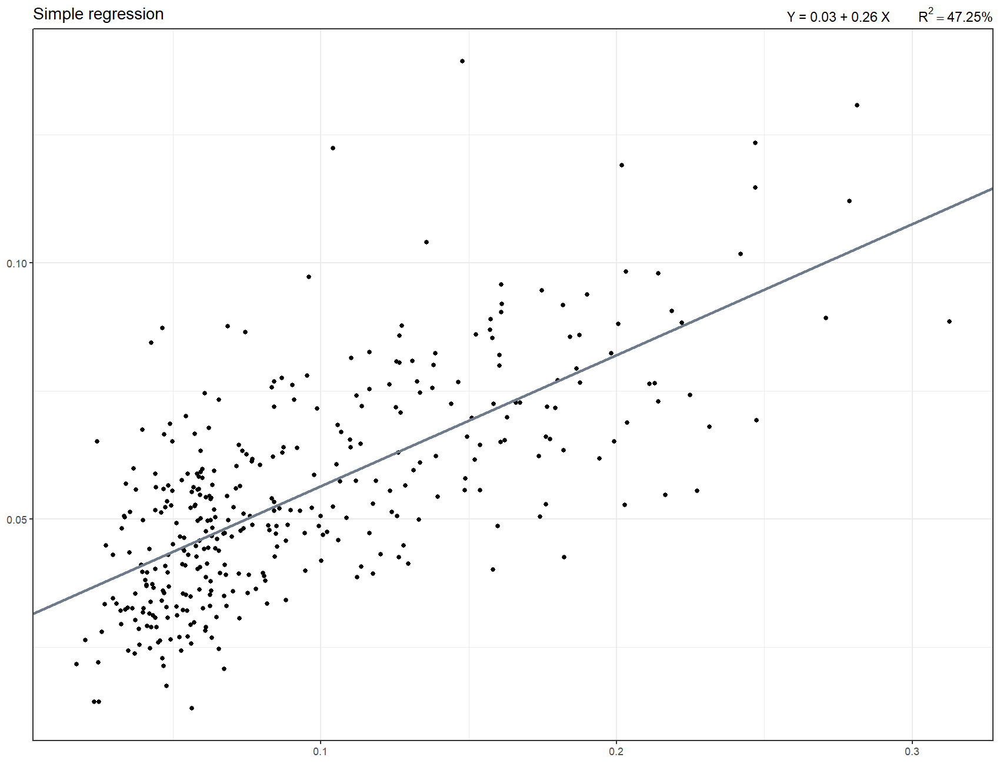 Simple regression
Y = 0.03 + 0.26 X R² = 47.25%
0.10
0.05
0.1 0.2 0.3